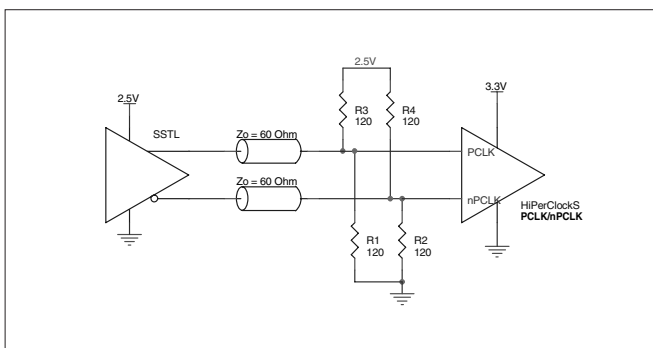 2.5V
3.3V
2.5V
R3
120
R4
120
SSTL
Zo = 60 Ohm
PCLK
Zo = 60 Ohm
nPCLK
HiPerClockS
PCLK/nPCLK
R1
120
R2
120